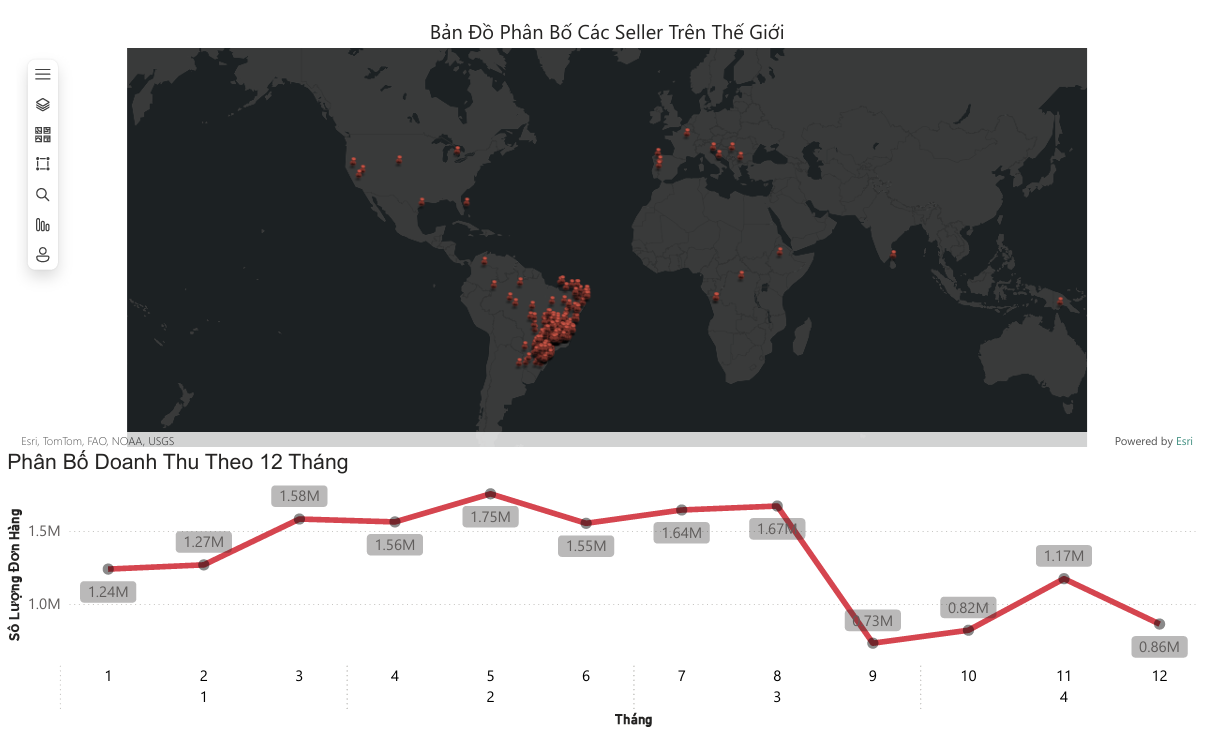 Bản Đồ Phân Bố Các Seller Trên Thế Giới
Esri, TomTom, FAO, NOAA, USGS
Powered by Esri
Phân Bố Doanh Thu Theo 12 Tháng
Số Lượng Đơn Hàng
1.5M
1.0M
1.24M
1.27M
1.58M
1.56M
1.75M
1.55M
1.64M
1.67M
0.73M
0.82M
1.17M
0.86M
1 2 3 4 5 6 7 8 9 10 11 12
1 2 3 4
Tháng